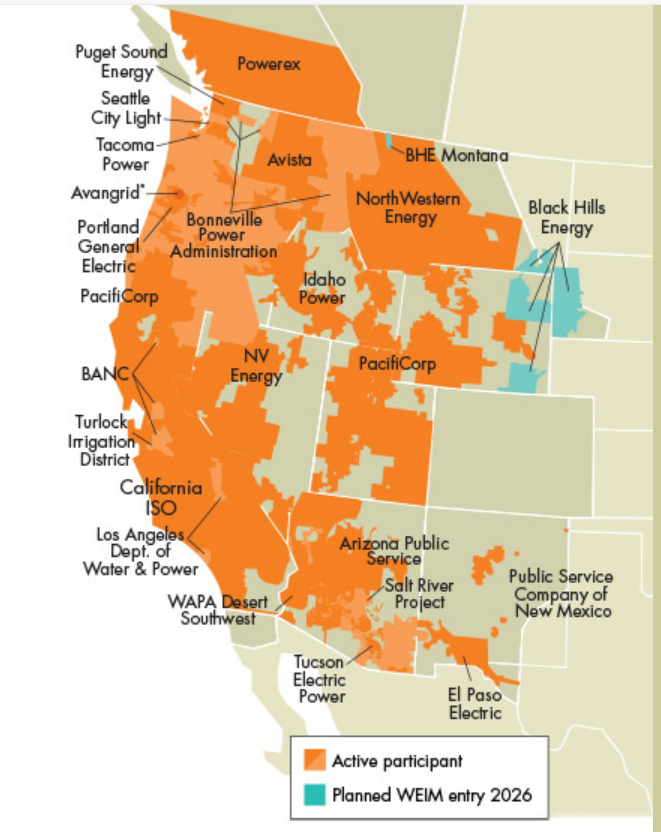 Powerex
Puget Sound
Energy
Seattle
City Light
Tacoma
Power
Avangrid*
Portland
General
Electric
PacifiCorp
Avista
Bonneville
Power
Administration
BHE Montana
NorthWestern
Energy
Black Hills
Energy
Idaho
Power
BANC
NV
Energy
PacifiCorp
Turlock
Irrigation
District
California
ISO
Los Angeles
Dept. of
Water & Power
Arizona Public
Service
Salt River
Project
Public Service
Company of
New Mexico
WAPA Desert
Southwest
Tucson
Electric
Power
El Paso
Electric
Active participant
Planned WEIM entry 2026